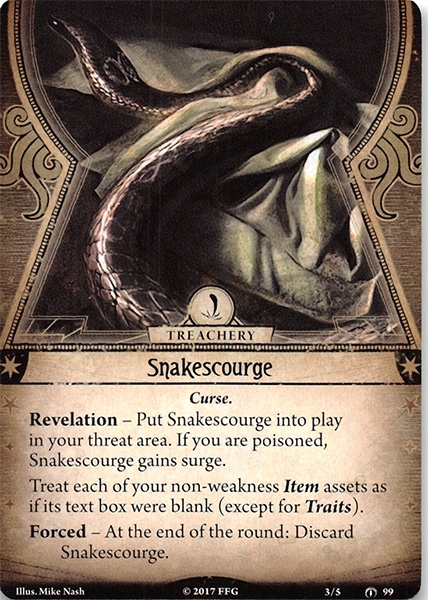 TREACHERY
Snakescourge
Curse.
Revelation – Put Snakescourge into play
in your threat area. If you are poisoned,
Snakescourge gains surge.
Treat each of your non-weakness Item assets as
if its text box were blank (except for Traits).
Forced – At the end of the round: Discard
Snakescourge.
Illus. Mike Nash © 2017 FFG 3/5 99